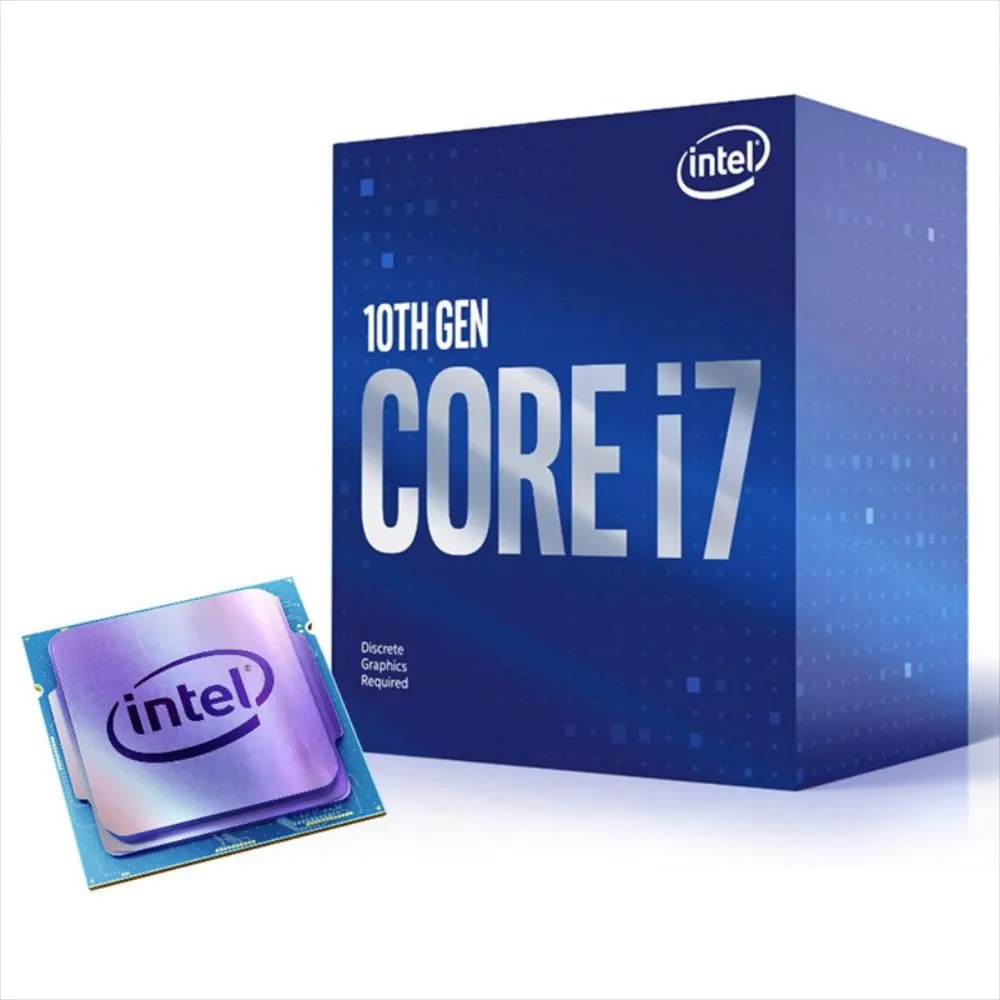 intel
10TH GEN
CORE i7
Discrete
Graphics
Required
intel